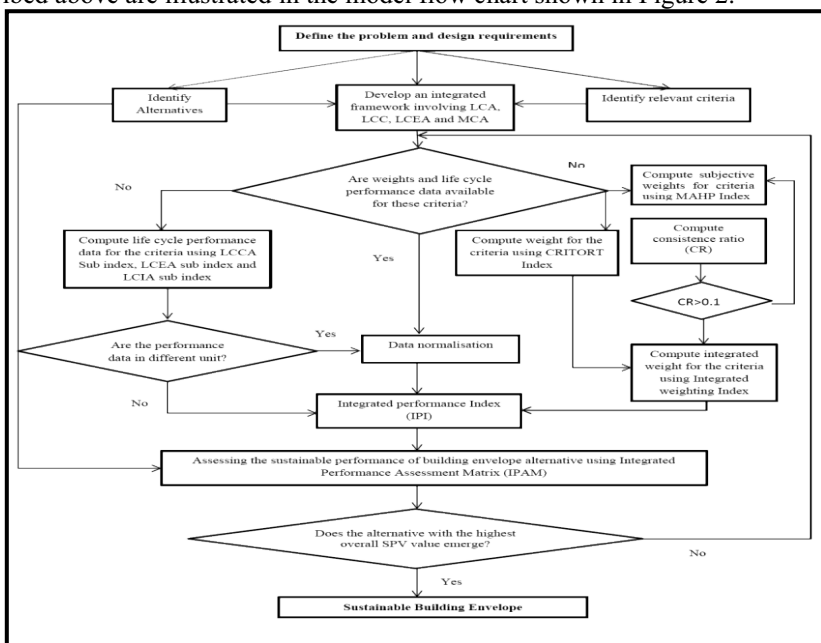 ibed above are illustrated in the model flow chart shown in Figure 2.
Define the problem and design requirements
Identify
Alternatives
Develop an integrated
framework involving LCA,
LCC, LCEA and MCA
Identify relevant criteria
No
Are weights and life cycle
performance data available
for these criteria?
No
Compute subjective
weights for criteria
using MAHP Index
Compute life cycle performance
data for the criteria using LCCA
Sub index, LCEA sub index and
LCIA sub index
Yes
Compute weight for the
criteria using CRITORT
Index
Compute
consistence ratio
(CR)
CR>0.1
Are the performance
data in different unit?
Yes
Data normalisation
Compute integrated
weight for the criteria
using Integrated
weighting Index
No
Integrated performance Index
(IPI)
Assessing the sustainable performance of building envelope alternative using Integrated
Performance Assessment Matrix (IPAM)
Does the alternative with the highest
overall SPV value emerge?
No
Yes
Sustainable Building Envelope